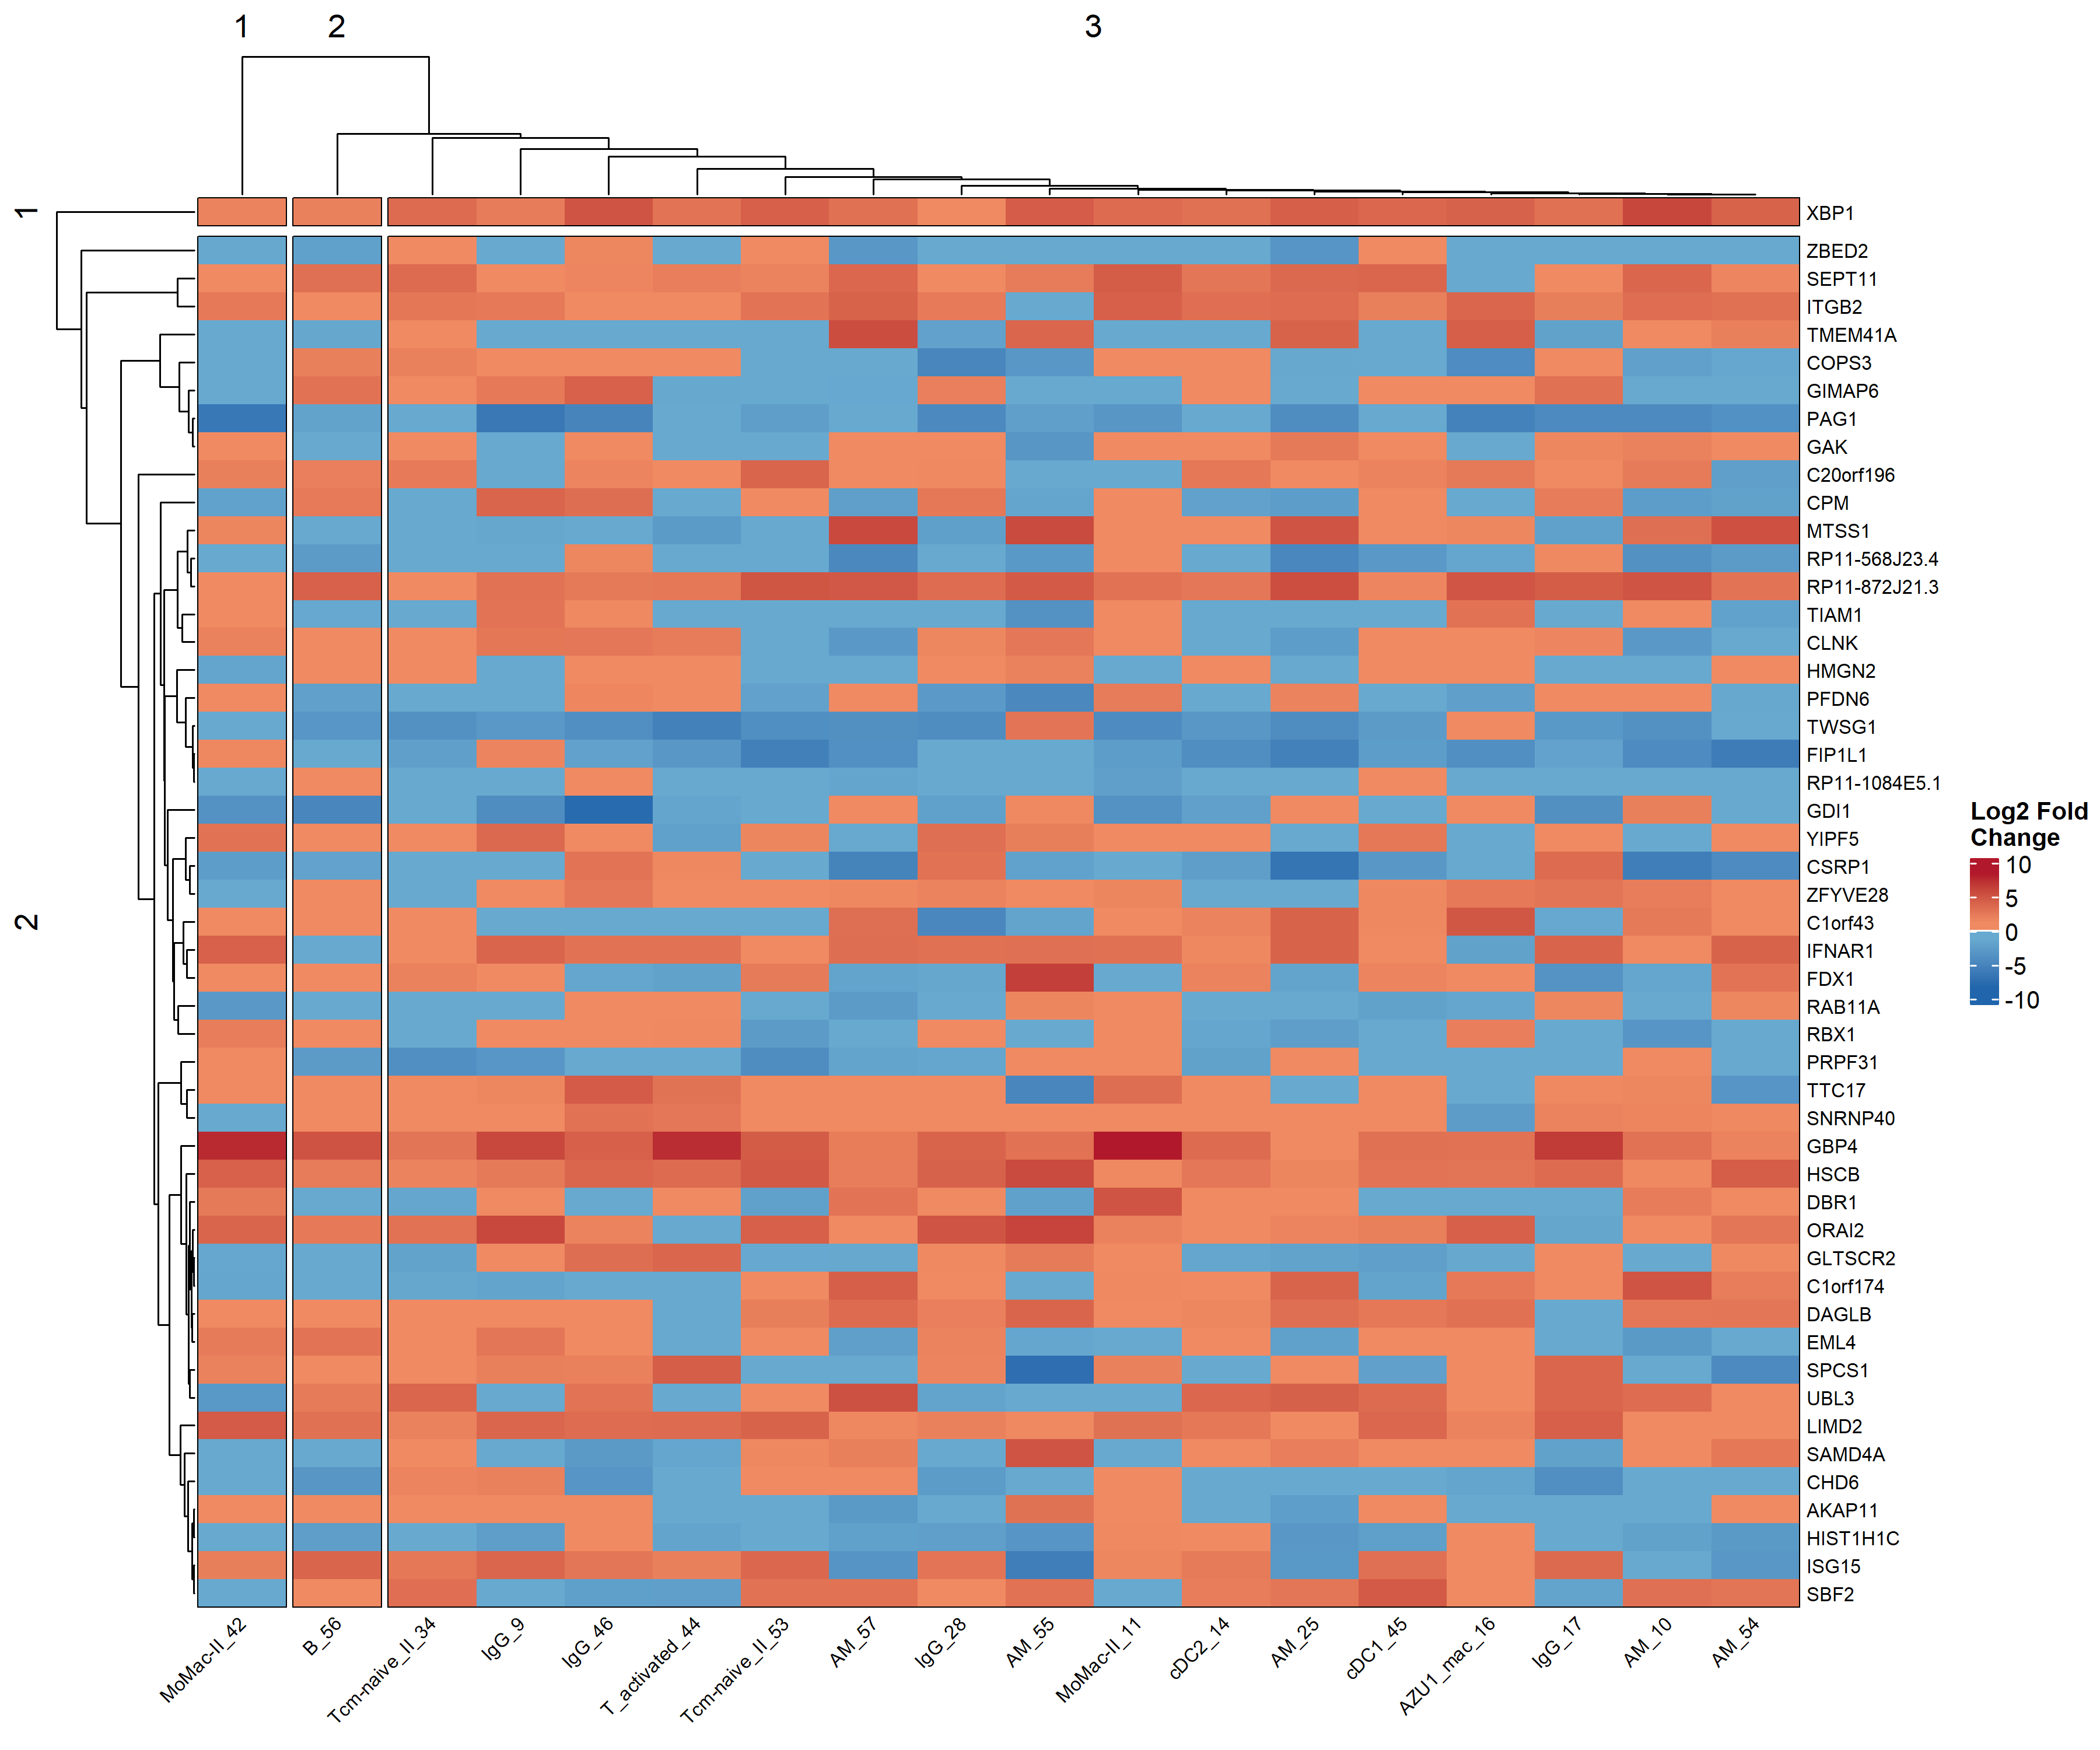 1
2
3
1
XBP1
ZBED2
SEPT11
ITGB2
TMEM41A
COPS3
GIMAP6
PAG1
GAK
C20orf196
CPM
MTSS1
RP11-568J23.4
RP11-872J21.3
TIAM1
CLNK
HMGN2
PFDN6
TWSG1
FIP1L1
RP11-1084E5.1
GDI1
YIPF5
CSRP1
ZFYVE28
2
C1orf43
IFNAR1
FDX1
RAB11A
RBX1
PRPF31
TTC17
SNRNP40
GBP4
HSCB
DBR1
ORAI2
GLTSCR2
C1orf174
DAGLB
EML4
SPCS1
UBL3
LIMD2
SAMD4A
CHD6
AKAP11
HIST1H1C
ISG15
SBF2
Log2 Fold
Change
10
5
0
-5
-10
MoMac-II_42
B_56
Tcm-naive_II_34
IgG_9
IgG_46
T_activated_44
Tcm-naive_II_53
AM_57
IgG_28
AM_55
MoMac-II_11
cDC2_14
AM_25
cDC1_45
AZU1_mac_16
IgG_17
AM_10
AM_54